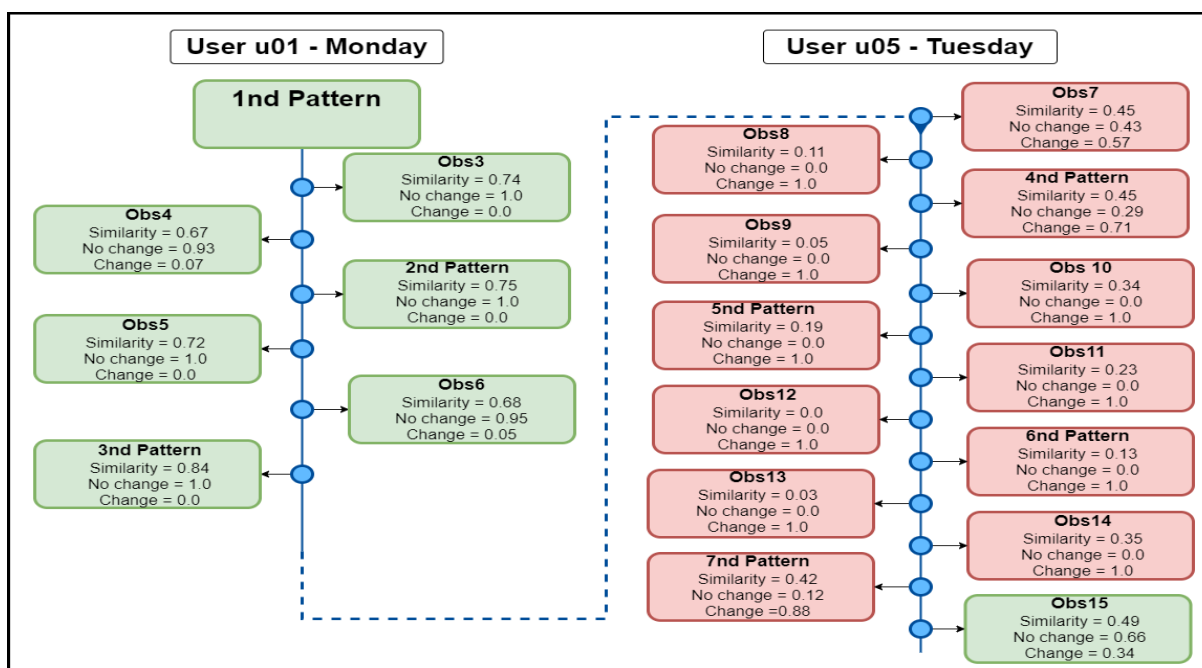 User u01 - Monday
1nd Pattern
Obs3
Similarity = 0.74
No change = 1.0
Change = 0.0
Obs4
Similarity = 0.67
No change = 0.93
Change = 0.07
2nd Pattern
Similarity = 0.75
No change = 1.0
Change = 0.0
Obs5
Similarity = 0.72
No change = 1.0
Change = 0.0
Obs6
Similarity = 0.68
No change = 0.95
Change = 0.05
3nd Pattern
Similarity = 0.84
No change = 1.0
Change = 0.0
User u05 - Tuesday
Obs7
Similarity = 0.45
No change = 0.43
Change = 0.57
Obs8
Similarity = 0.11
No change = 0.0
Change = 1.0
4nd Pattern
Similarity = 0.45
No change = 0.29
Change = 0.71
Obs9
Similarity = 0.05
No change = 0.0
Change = 1.0
Obs 10
Similarity = 0.34
No change = 0.0
Change = 1.0
5nd Pattern
Similarity = 0.19
No change = 0.0
Change = 1.0
Obs11
Similarity = 0.23
No change = 0.0
Change = 1.0
Obs12
Similarity = 0.0
No change = 0.0
Change = 1.0
6nd Pattern
Similarity = 0.13
No change = 0.0
Change = 1.0
Obs13
Similarity = 0.03
No change = 0.0
Change = 1.0
Obs14
Similarity = 0.35
No change = 0.0
Change = 1.0
7nd Pattern
Similarity = 0.42
No change = 0.12
Change =0.88
Obs15
Similarity = 0.49
No change = 0.66
Change = 0.34